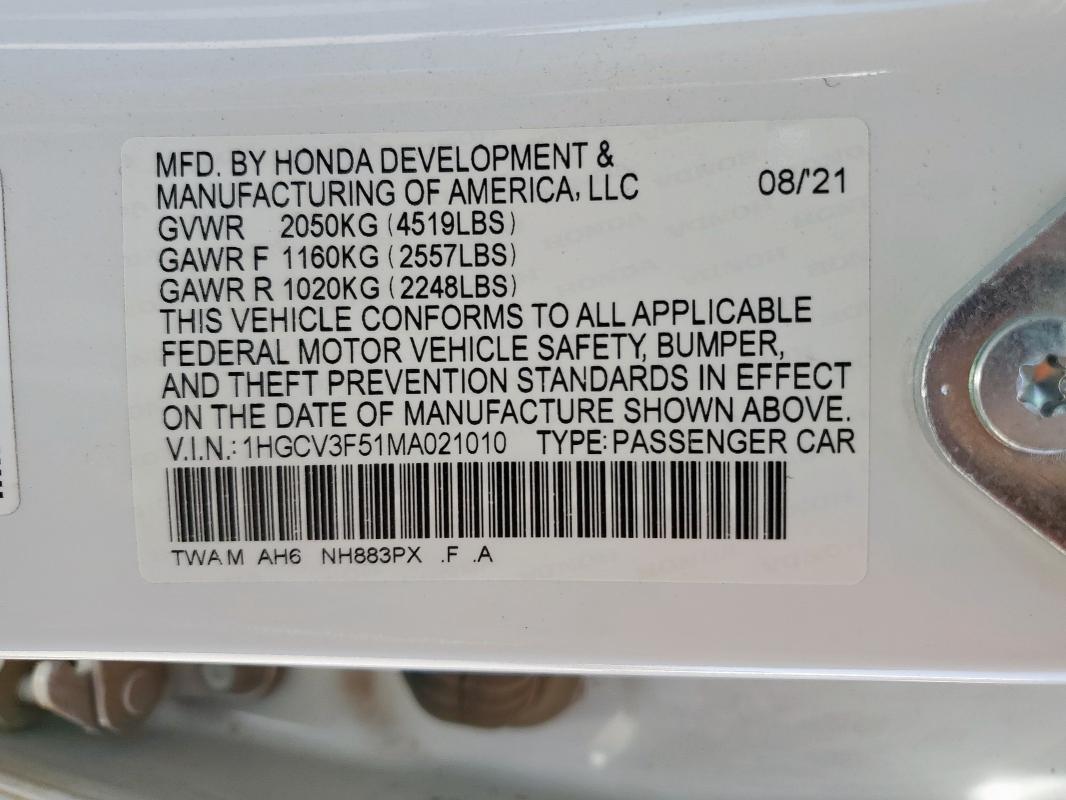 MFD. BY HONDA DEVELOPMENT &
MANUFACTURING OF AMERICA, LLC 08/'21
GVWR 2050KG (4519LBS)
GAWR F 1160KG (2557LBS)
GAWR R 1020KG (2248LBS)
THIS VEHICLE CONFORMS TO ALL APPLICABLE
FEDERAL MOTOR VEHICLE SAFETY, BUMPER,
AND THEFT PREVENTION STANDARDS IN EFFECT
ON THE DATE OF MANUFACTURE SHOWN ABOVE.
V.I.N.: 1HGCV3F51MA021010 TYPE: PASSENGER CAR
TWAM AH6 NH883PX .F .A